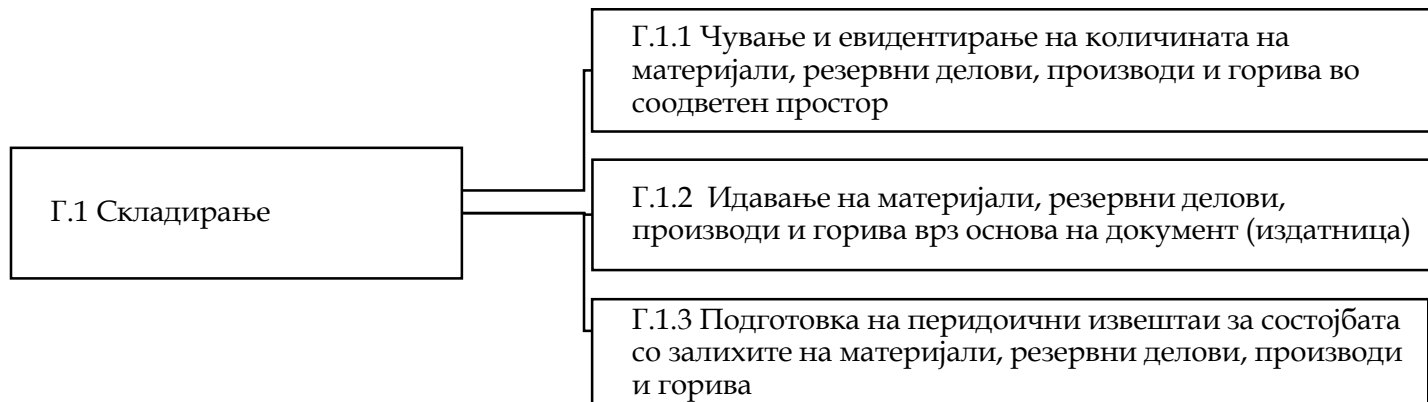 Г.1 Складирање
Г.1.1 Чување и евидентирање на количината на
материјали, резервни делови, производи и горива во
соодветен простор
Г.1.2 Идавање на материјали, резервни делови,
производи и горива врз основа на документ (издатница)
Г.1.3 Подготовка на перидоични извештаи за состојбата
со залихите на материјали, резервни делови, производи
и горива